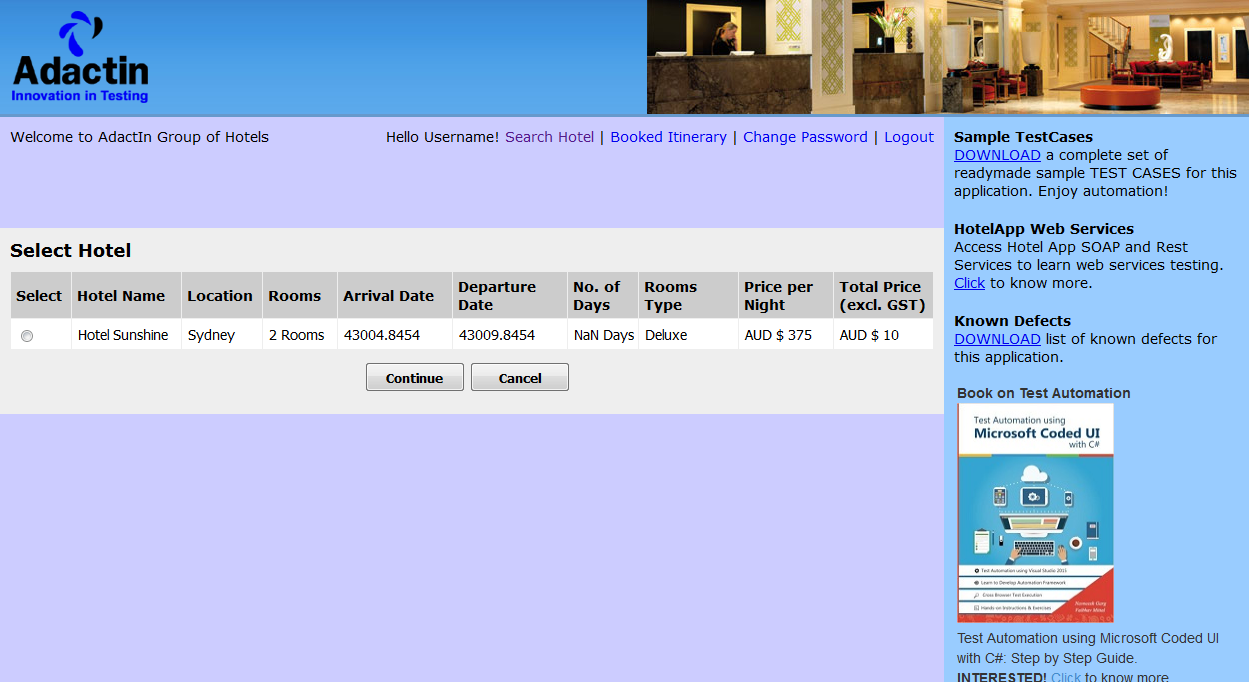 Adactin
Innovation in Testing
Welcome to AdactIn Group of Hotels
Hello Username! Search Hotel | Booked Itinerary | Change Password | Logout
Select Hotel
Select Hotel Name Location Rooms Arrival Date Departure Date No. of Days Rooms Type Price per Night Total Price (excl. GST)
Hotel Sunshine Sydney 2 Rooms 43004.8454 43009.8454 NaN Days Deluxe AUD $ 375 AUD $ 10
Continue Cancel
Sample TestCases
DOWNLOAD a complete set of
readymade sample TEST CASES for this
application. Enjoy automation!
HotelApp Web Services
Access Hotel App SOAP and Rest
Services to learn web services testing.
Click to know more.
Known Defects
DOWNLOAD list of known defects for
this application.
Book on Test Automation
Test Automation using
Microsoft Coded UI
with C#
Test Automation using Visual Studio 2015
Learn to Develop Automation Framework
Cross Browser Test Execution
Hands on Instructions & Exercises
Test Automation using Microsoft Coded UI
with C#: Step by Step Guide.
INTERESTED! Click to know more